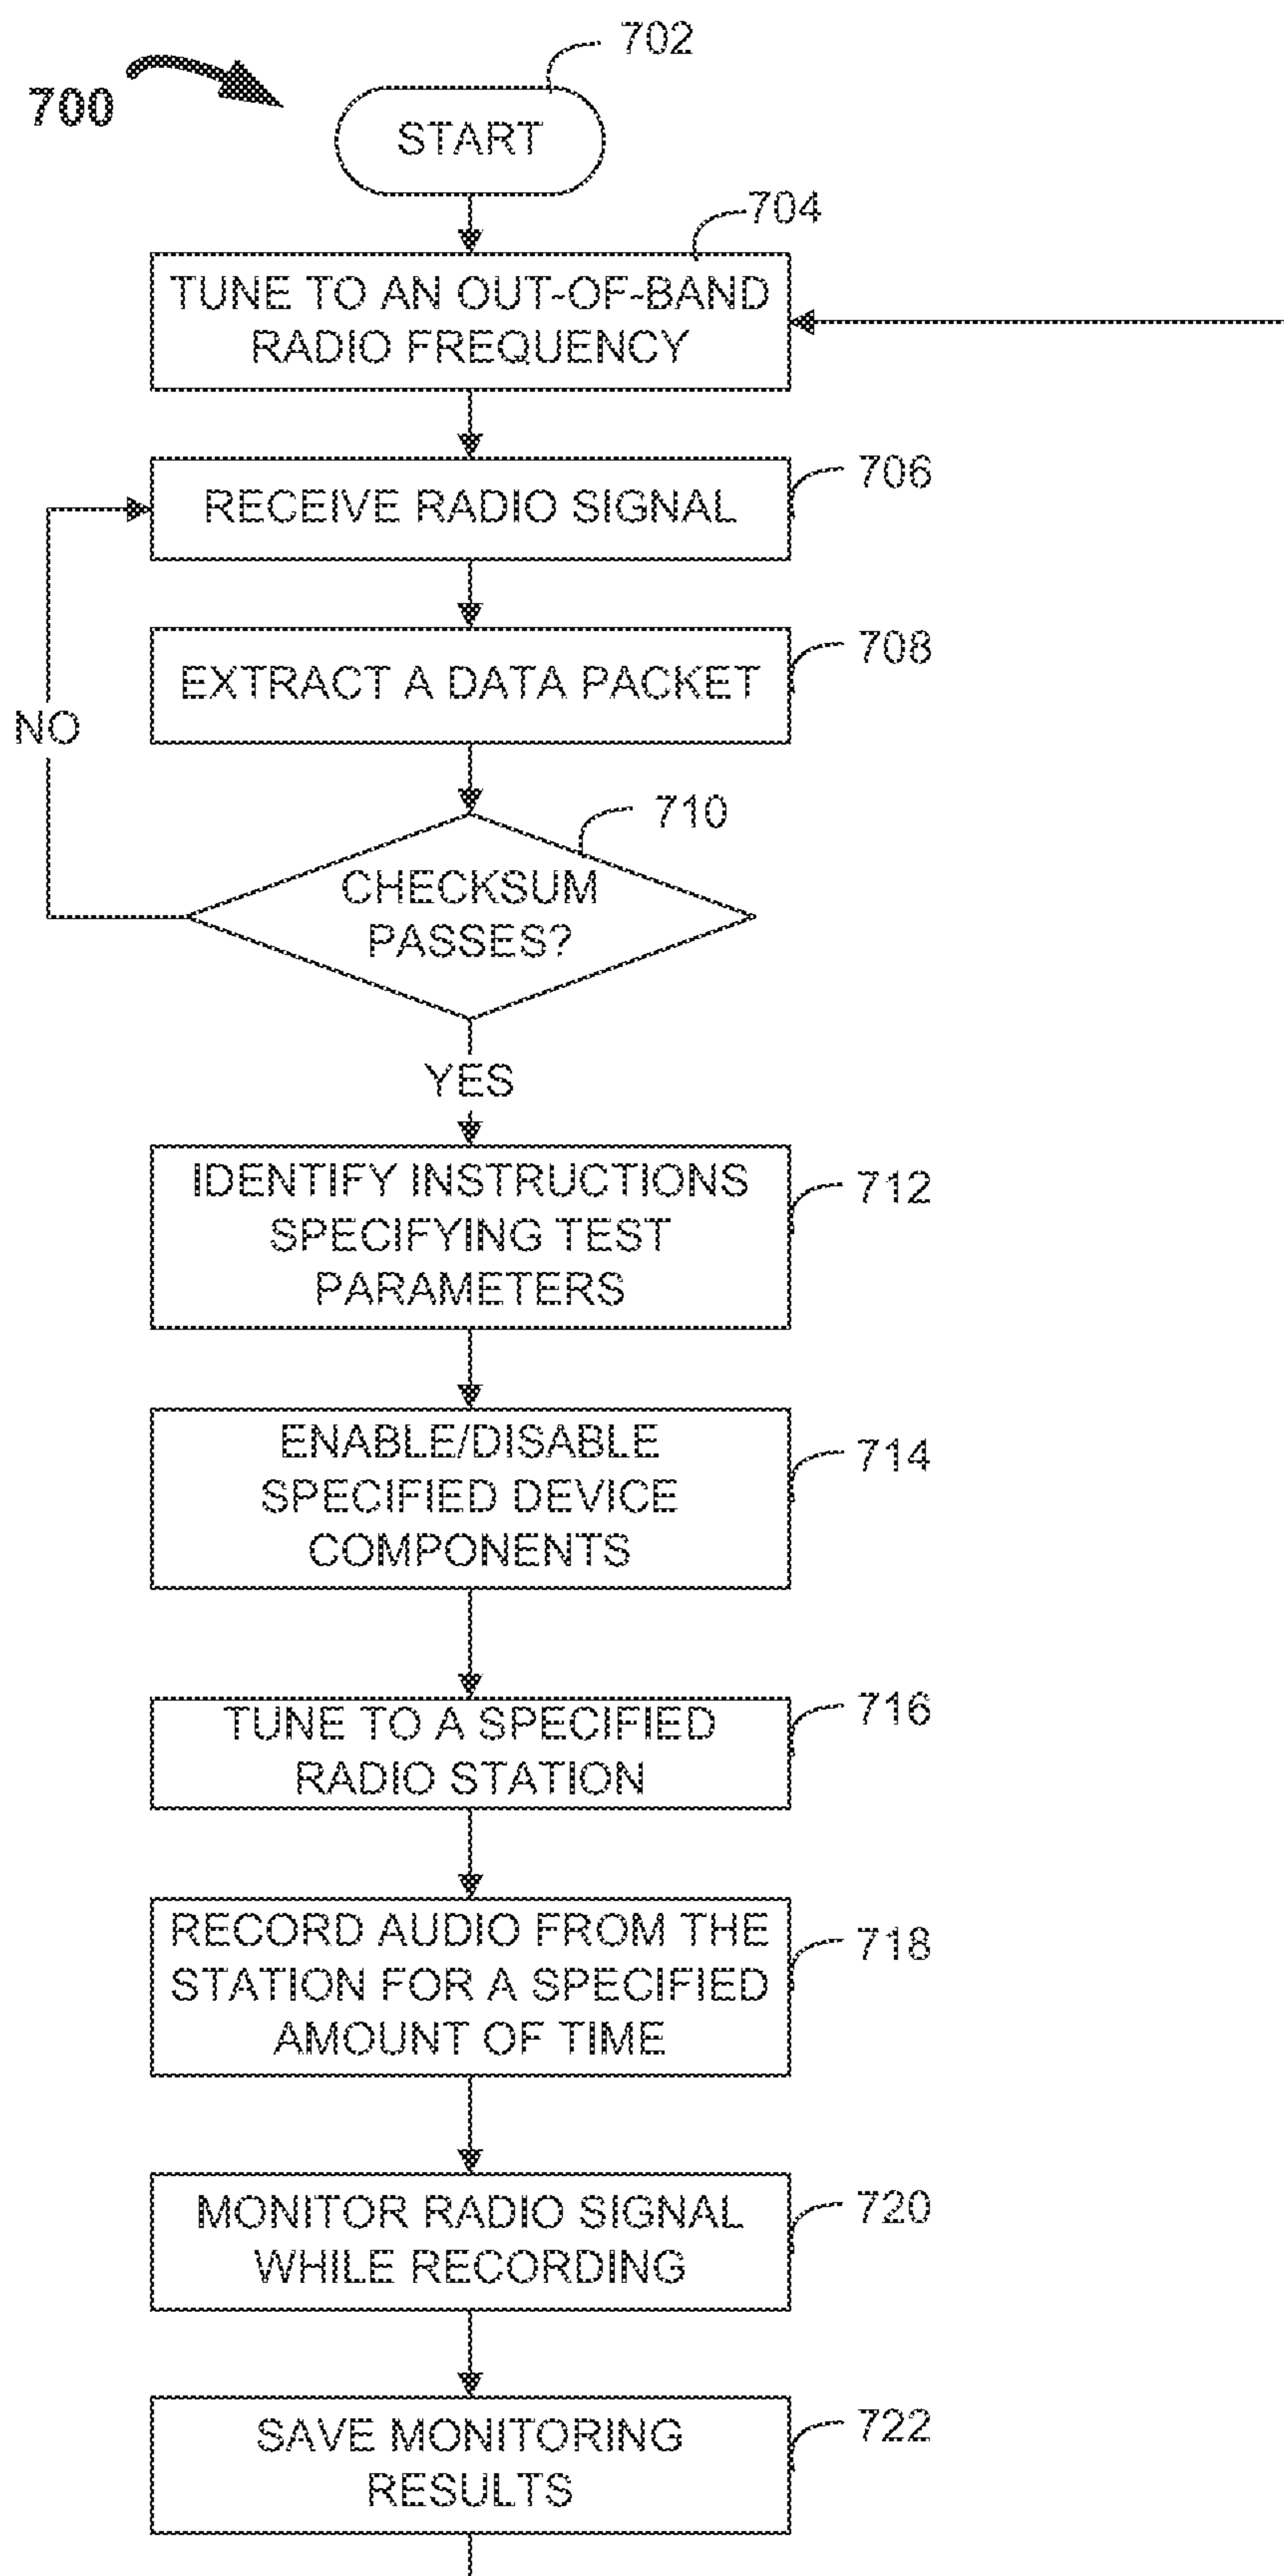 700
702
START
704
TUNE TO AN OUT-OF-BAND
RADIO FREQUENCY
706
RECEIVE RADIO SIGNAL
708
EXTRACT A DATA PACKET
NO
710
CHECKSUM
PASSES?
YES
712
IDENTIFY INSTRUCTIONS
SPECIFYING TEST
PARAMETERS
714
ENABLE/DISABLE
SPECIFIED DEVICE
COMPONENTS
716
TUNE TO A SPECIFIED
RADIO STATION
718
RECORD AUDIO FROM THE
STATION FOR A SPECIFIED
AMOUNT OF TIME
720
MONITOR RADIO SIGNAL
WHILE RECORDING
722
SAVE MONITORING
RESULTS